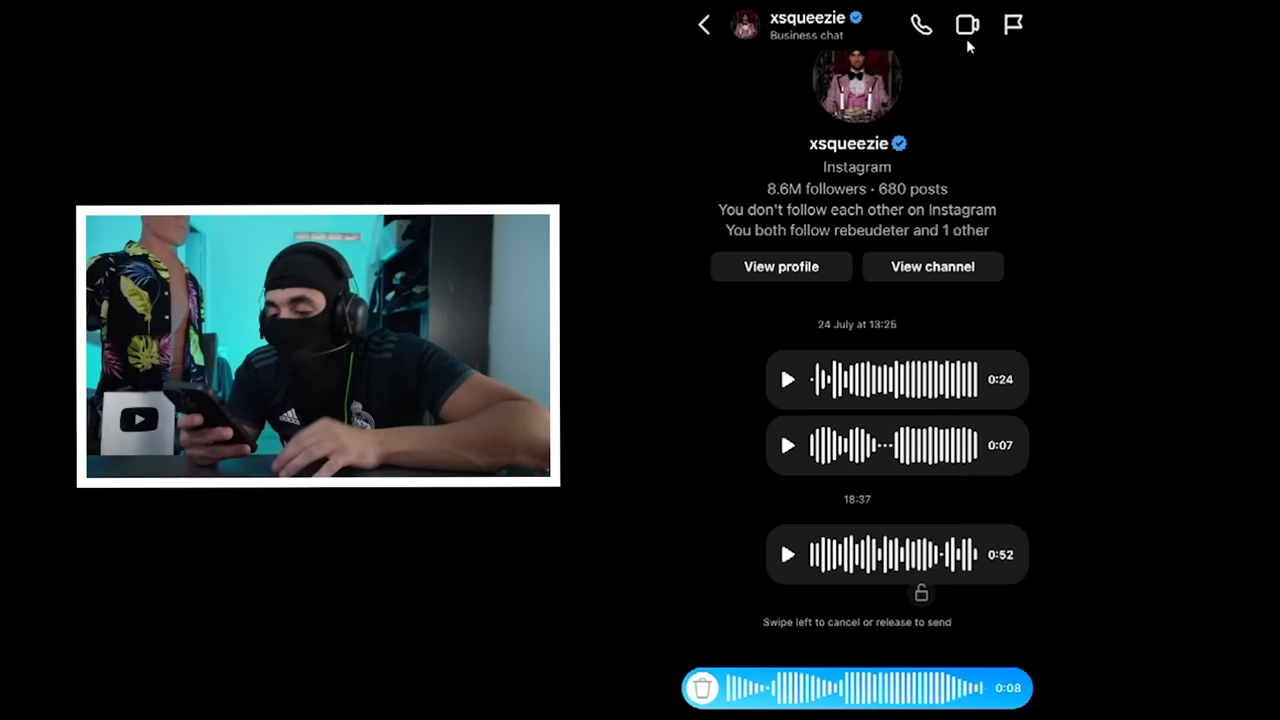 xsqueezie
Business chat
xsqueezie
Instagram
8.6M followers · 680 posts
You don't follow each other on Instagram
You both follow rebeudeter and 1 other
View profile
View channel
24 July at 13:25
0:24
0:07
18:37
0:52
Swipe left to cancel or release to send
0:08